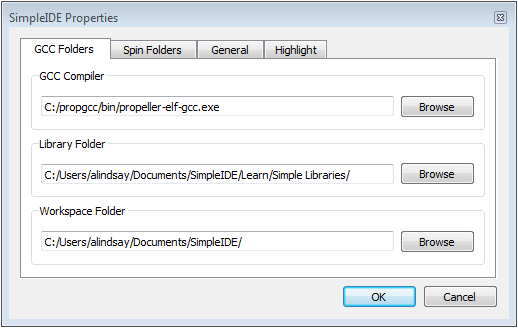 SimpleIDE Properties
GCC Folders Spin Folders General Highlight
GCC Compiler
C:/propgcc/bin/propeller-elf-gcc.exe Browse
Library Folder
C:/Users/alindsay/Documents/SimpleIDE/Learn/Simple Libraries/ Browse
Workspace Folder
C:/Users/alindsay/Documents/SimpleIDE/ Browse
OK Cancel